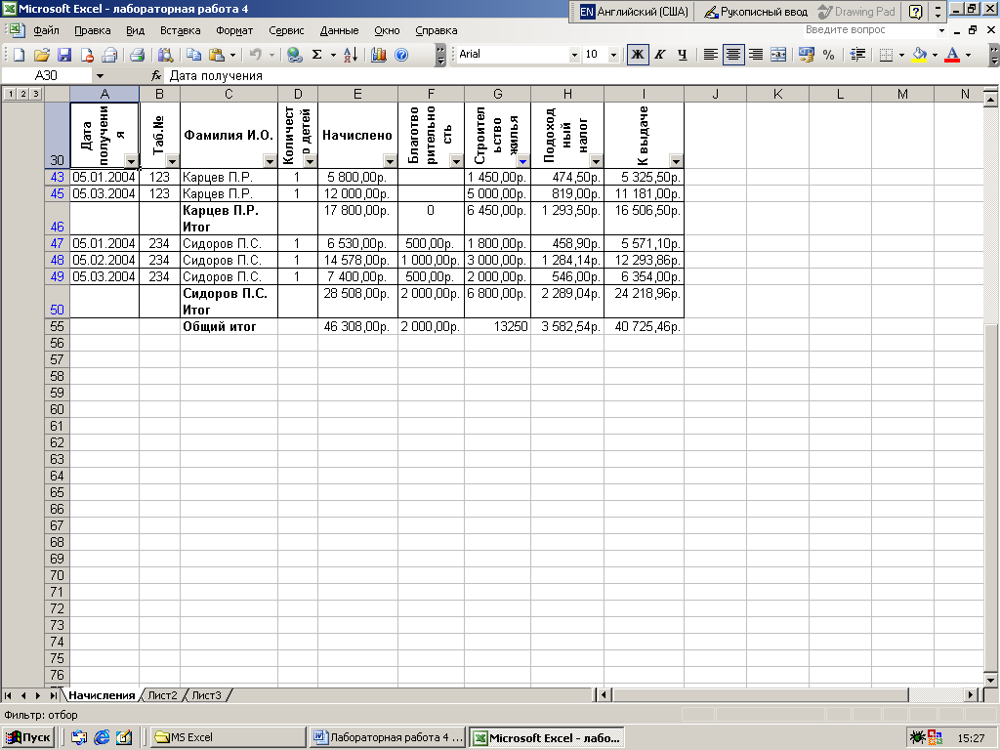 Microsoft Excel - лабораторная работа 4
EN Английский (США) Рукописный ввод Drawing Pad
Файл Правка Вид Вставка Формат Сервис Данные Окно Справка Введите вопрос
Arial 10 Ж К Ч
A30 fx Дата получения
1 2 3 A B C D E F G H I J K L M N
30 Дата получения Таб.№ Фамилия И.О. Количество детей Начислено Благотворительность Строительство жилья Подоходный налог К выдаче
43 05.01.2004 123 Карцев П.Р. 1 5 800,00р. 1 450,00р. 474,50р. 5 325,50р.
45 05.03.2004 123 Карцев П.Р. 1 12 000,00р. 5 000,00р. 819,00р. 11 181,00р.
46 Карцев П.Р. Итог 17 800,00р. 0 6 450,00р. 1 293,50р. 16 506,50р.
47 05.01.2004 234 Сидоров П.С. 1 6 530,00р. 500,00р. 1 800,00р. 458,90р. 5 571,10р.
48 05.02.2004 234 Сидоров П.С. 1 14 578,00р. 1 000,00р. 3 000,00р. 1 284,14р. 12 293,86р.
49 05.03.2004 234 Сидоров П.С. 1 7 400,00р. 500,00р. 2 000,00р. 546,00р. 6 354,00р.
50 Сидоров П.С. Итог 28 508,00р. 2 000,00р. 6 800,00р. 2 289,04р. 24 218,96р.
55 Общий итог 46 308,00р. 2 000,00р. 13250 3 582,54р. 40 725,46р.
56
57
58
59
60
61
62
63
64
65
66
67
68
69
70
71
72
73
74
75
76
Начисления Лист2 Лист3
Фильтр: отбор
Пуск MS Excel Лабораторная работа 4 ... Microsoft Excel - лабо... 15:27